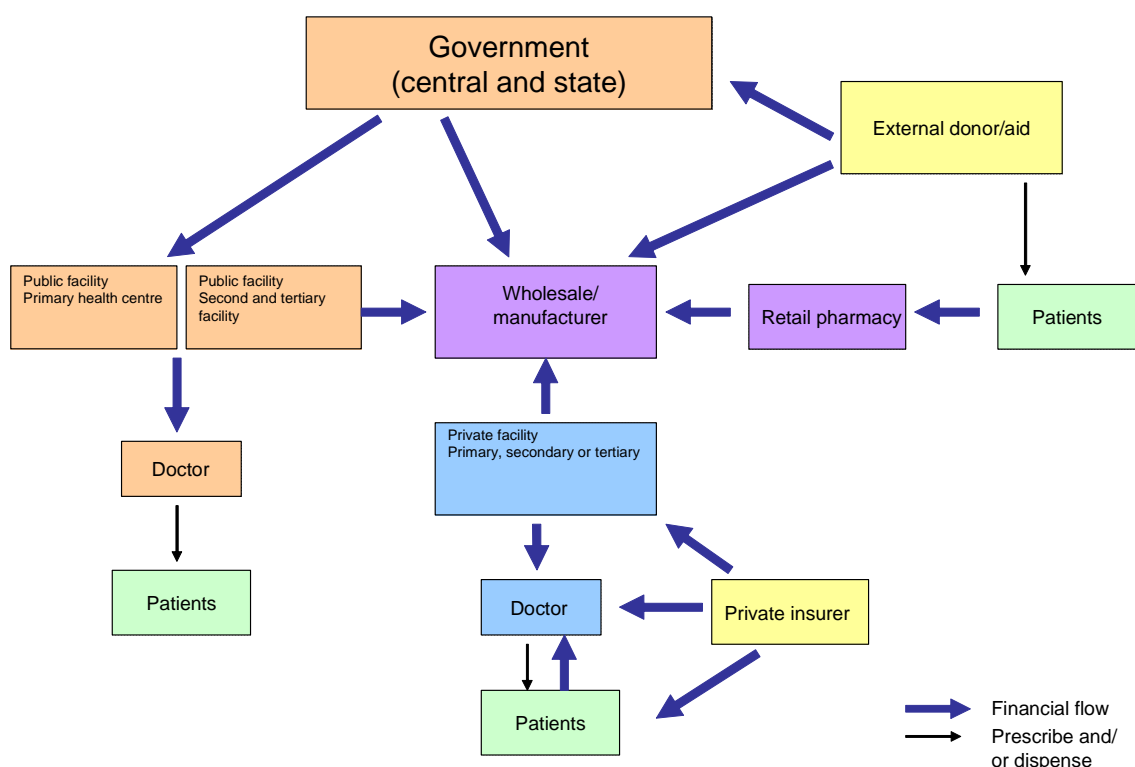 Government
(central and state)
External donor/aid
Public facility
Primary health centre
Public facility
Second and tertiary
facility
Wholesale/
manufacturer
Retail pharmacy
Patients
Private facility
Primary, secondary or tertiary
Doctor
Patients
Doctor
Private insurer
Patients
Financial flow
Prescribe and/
or dispense